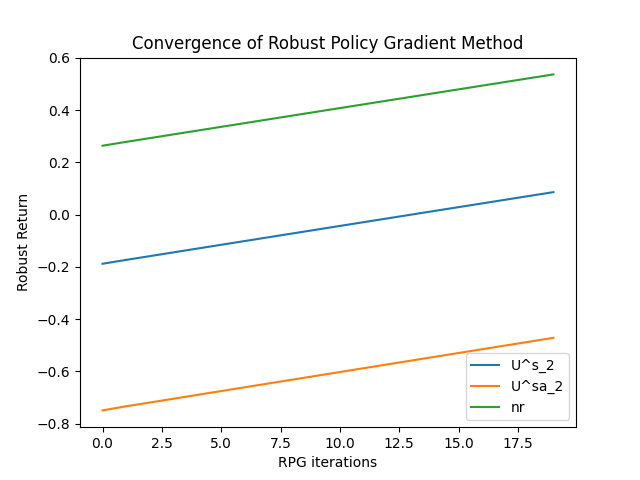 Convergence of Robust Policy Gradient Method
Robust Return
0.6
0.4
0.2
0.0
−0.2
−0.4
−0.6
−0.8
U^s_2
U^sa_2
nr
0.0 2.5 5.0 7.5 10.0 12.5 15.0 17.5
RPG iterations